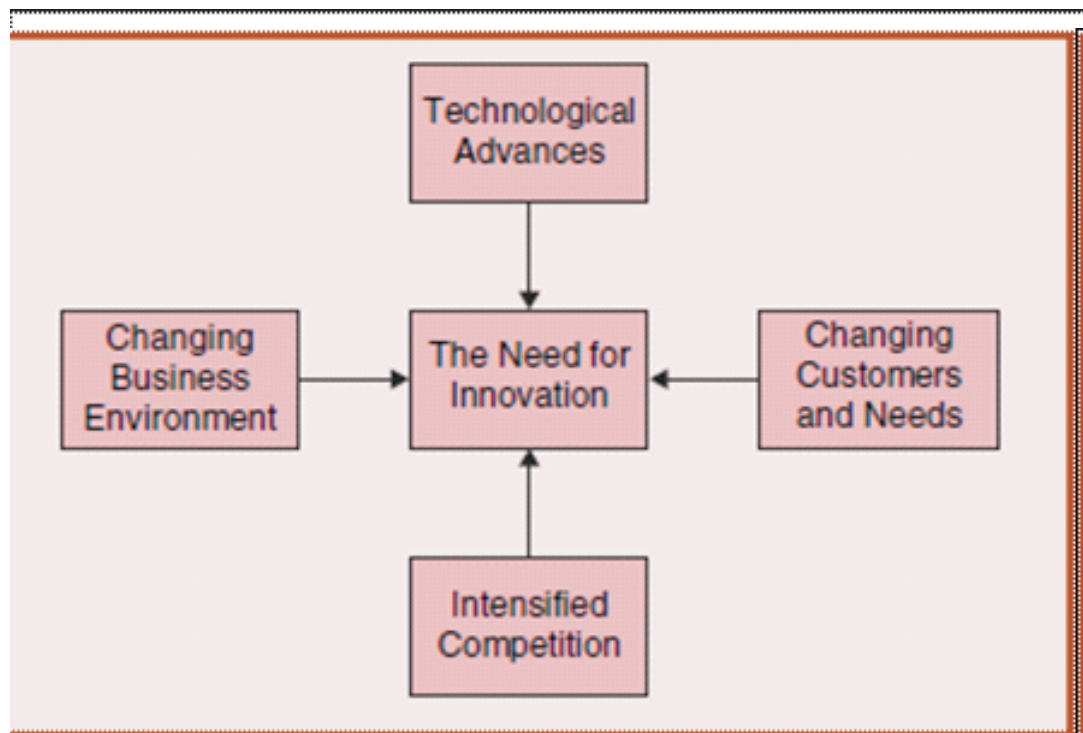 Technological
Advances
Changing
Business
Environment
The Need for
Innovation
Changing
Customers
and Needs
Intensified
Competition